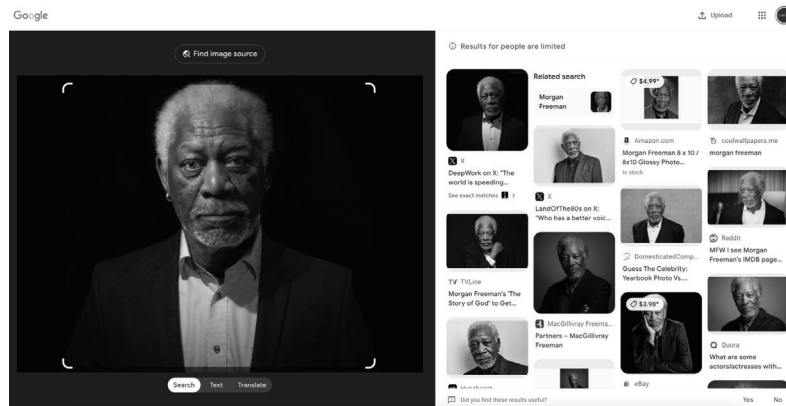 Google
Upload
Find image source
Search
Text
Translate
Results for people are limited
X
DeepWork on X: "The
world is speeding...
See exact matches
TV TVLine
Morgan Freeman's 'The
Story of God' to Get...
Related search
Morgan
Freeman
X
LandOfThe80s on X:
"Who has a better voic...
MacGillivray Freema...
Partners – MacGillivray
Freeman
$4.99*
Amazon.com
Morgan Freeman 8 x 10 /
8x10 Glossy Photo...
In stock
DomesticatedComp...
Guess The Celebrity:
Yearbook Photo Vs....
$3.98*
eBay
coolwallpapers.me
morgan freeman
Reddit
MFW I see Morgan
Freeman's IMDB page...
Quora
What are some
actors/actresses with...
Did you find these results useful?
Yes
No